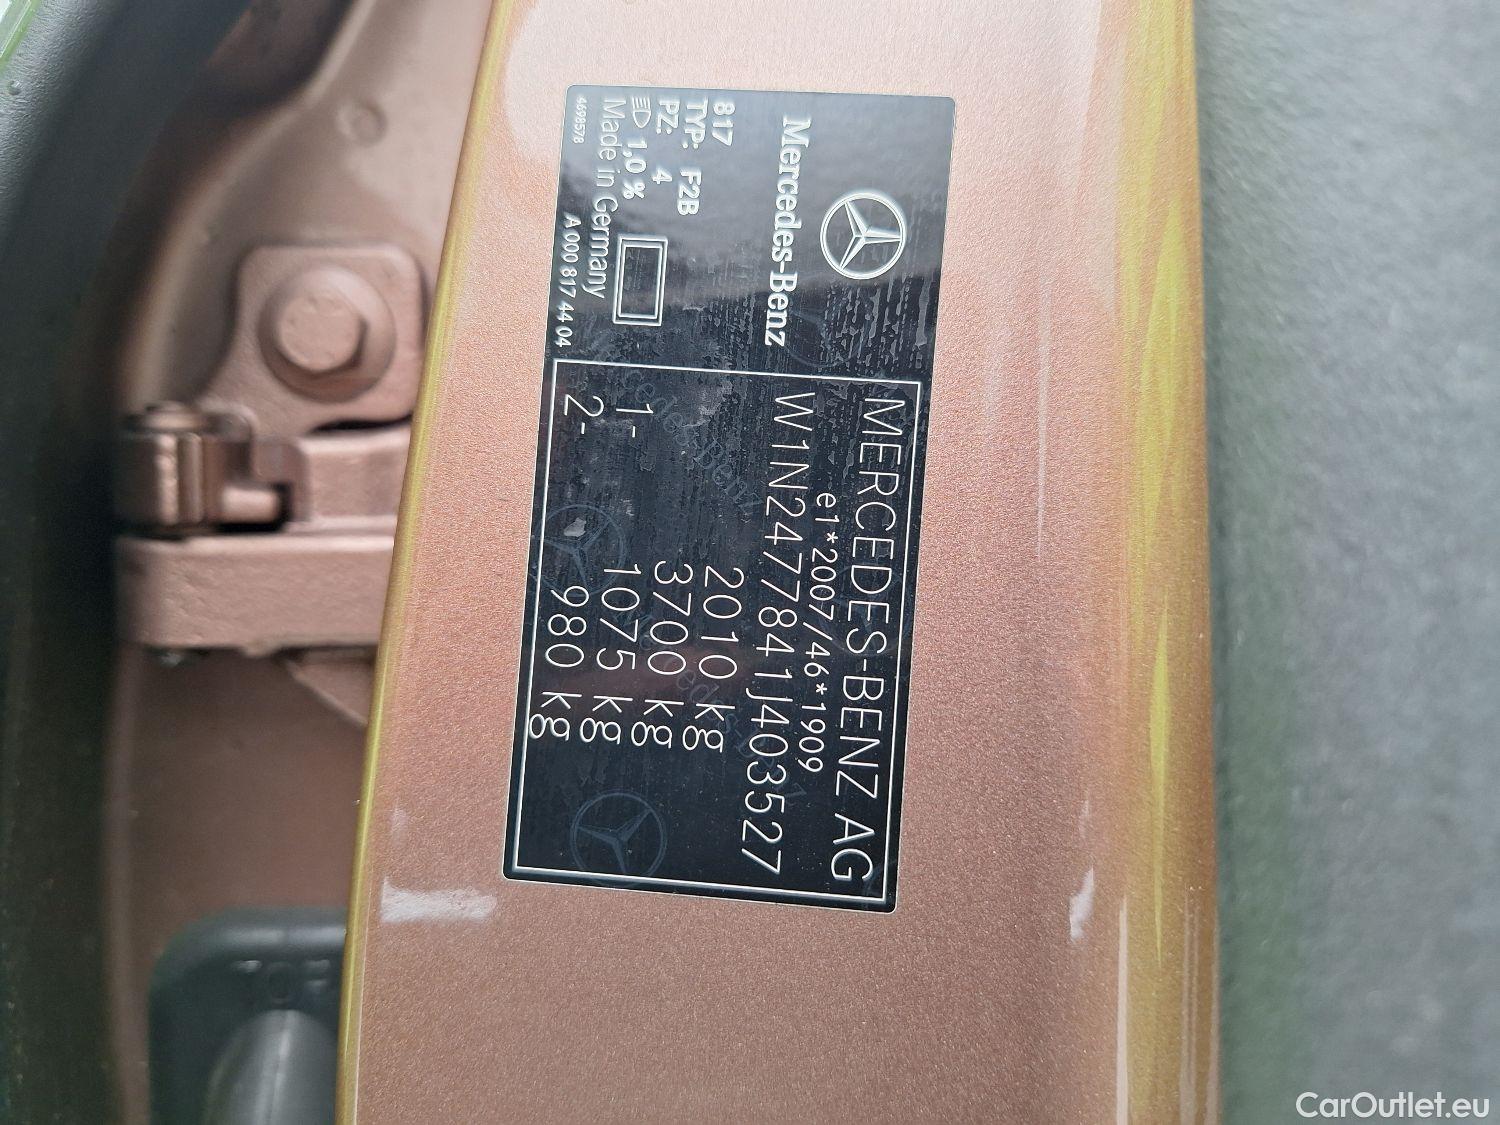 Mercedes-Benz
817
TYP: F2B
PZ: 4
1,0 %
Made in Germany
4698578
A 000 817 44 04
MERCEDES-BENZ AG
e1*2007/46*1909
W1N2477841J403527
2010 kg
3700 kg
1- 1075 kg
2- 980 kg
CarOutlet.eu